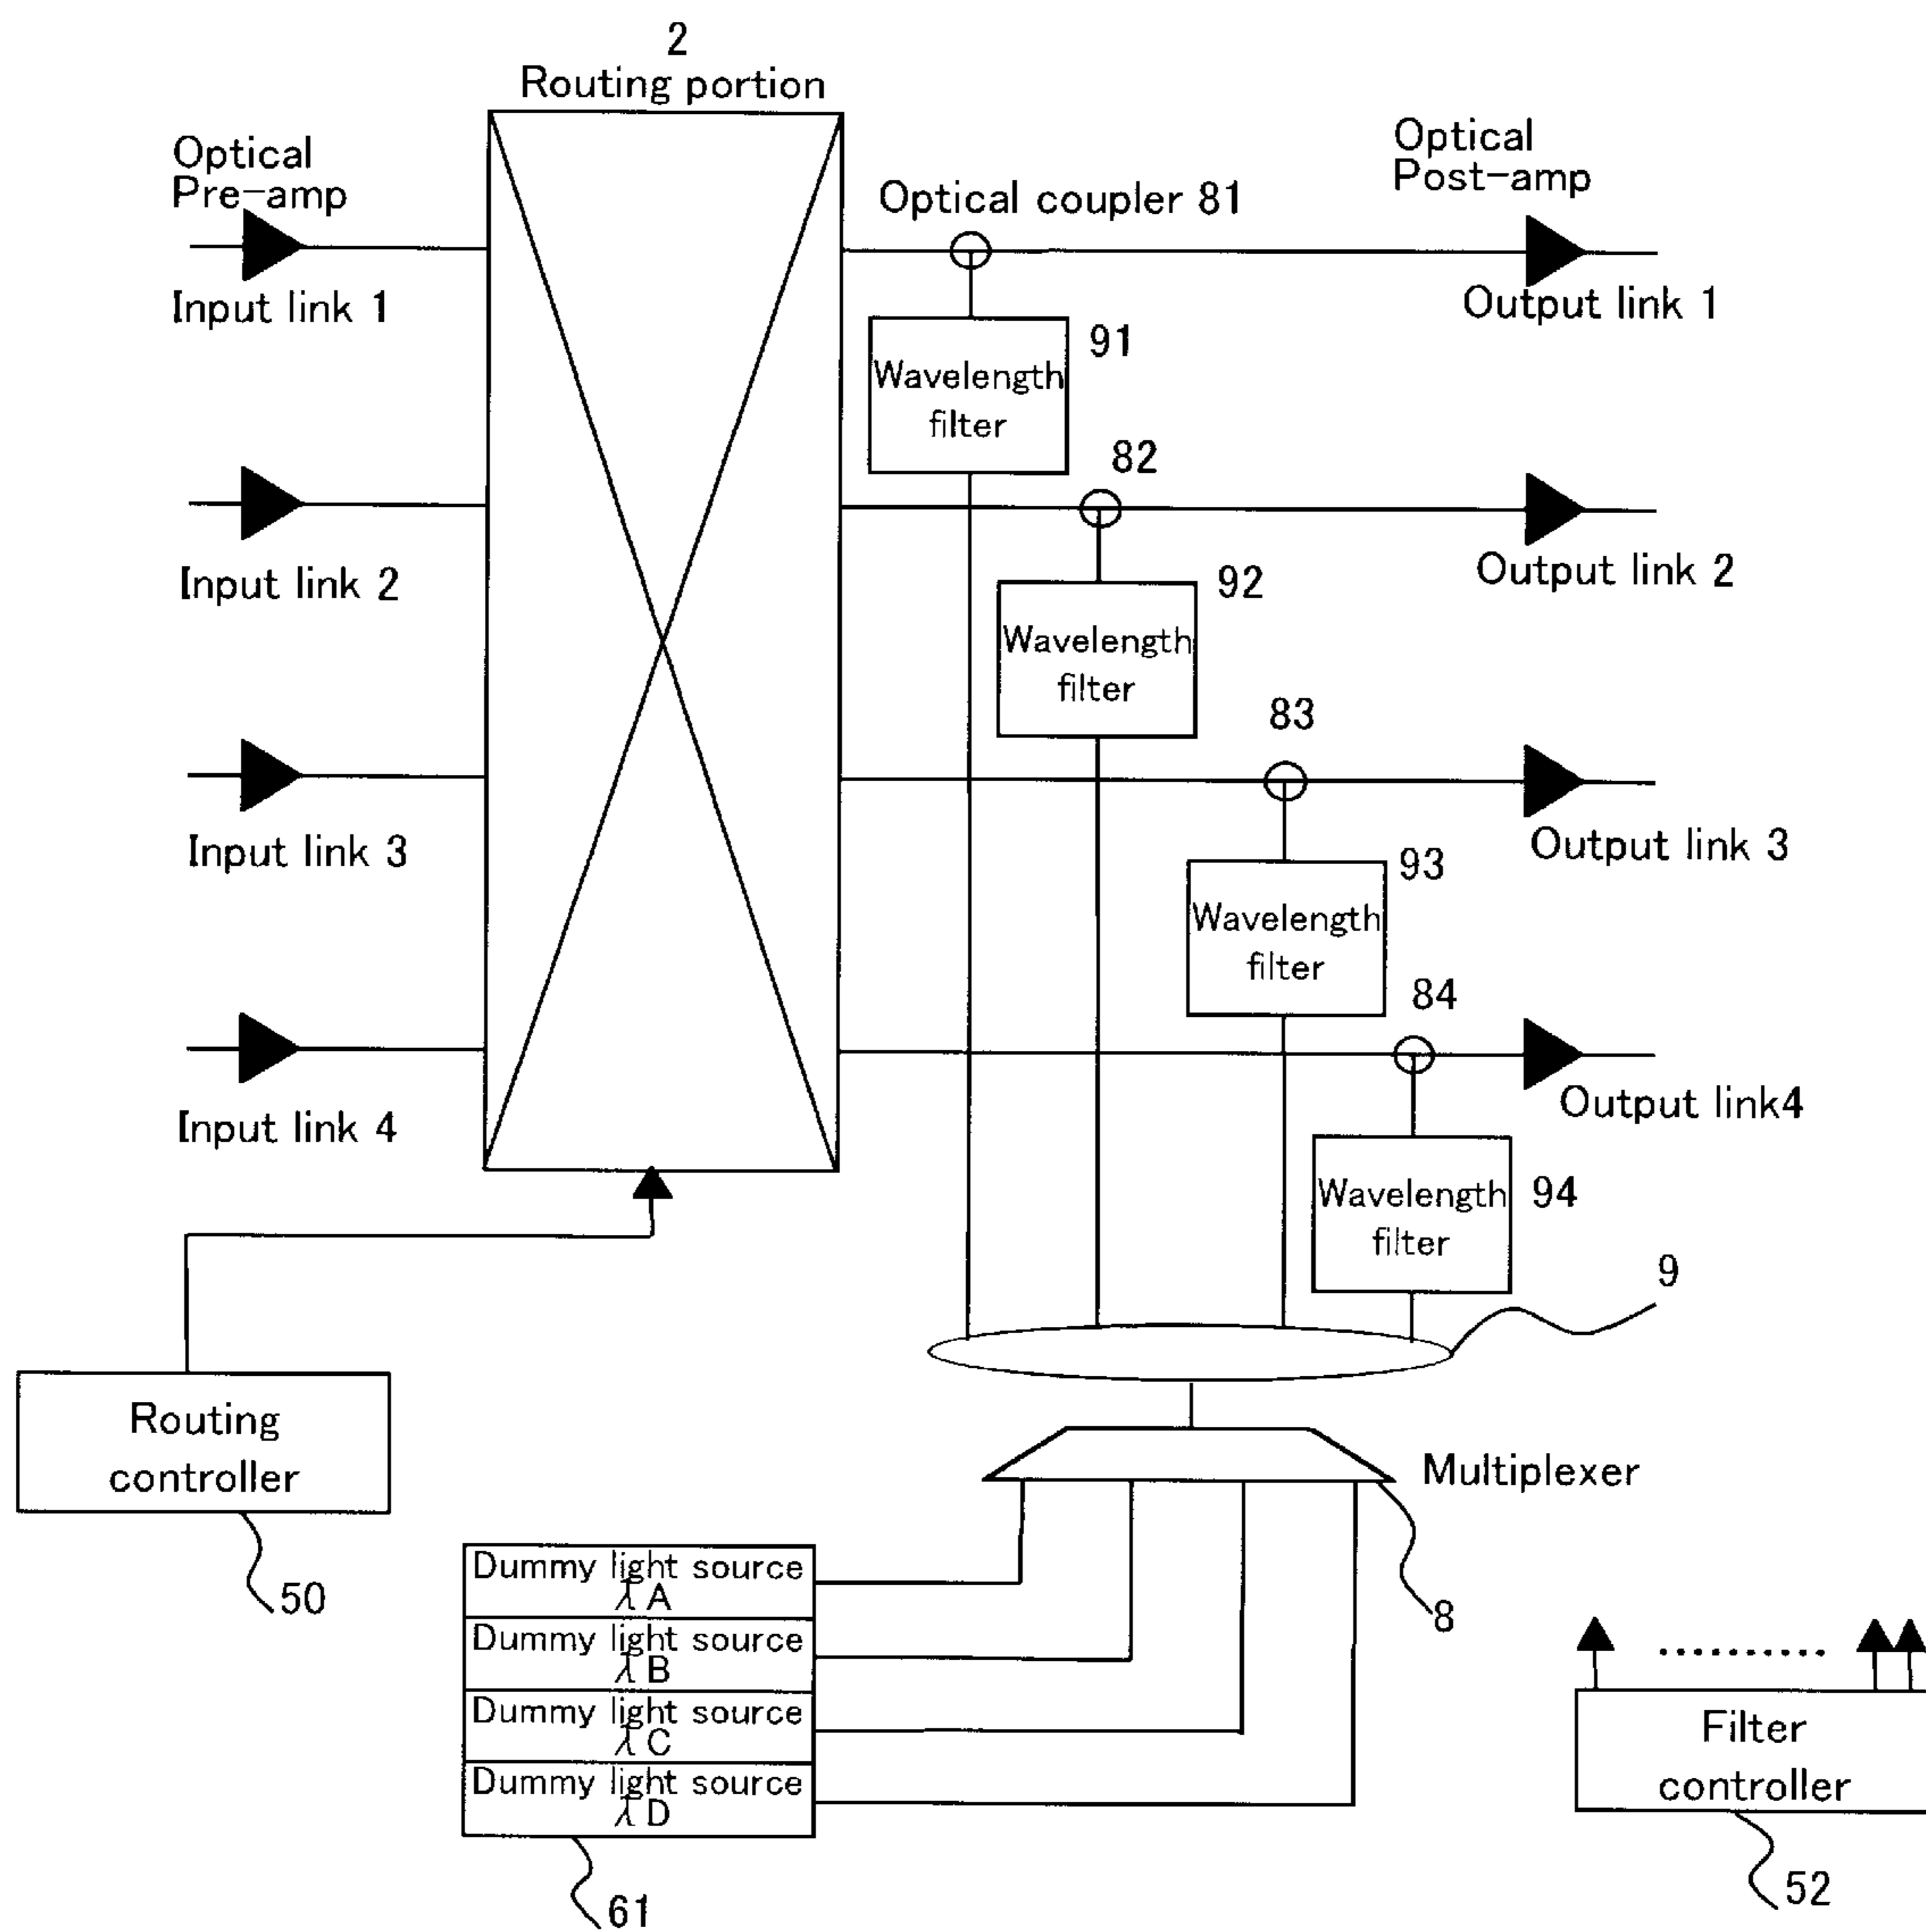 2
Routing portion
Optical
Pre-amp
Optical
Post-amp
Optical coupler 81
Input link 1
Output link 1
91
Wavelength
filter
82
Input link 2
Output link 2
92
Wavelength
filter
83
Input link 3
Output link 3
93
Wavelength
filter
84
Input link 4
Output link4
Wavelength
filter
94
9
Routing
controller
50
Multiplexer
8
Dummy light source
λA
Dummy light source
λB
Dummy light source
λC
Dummy light source
λD
61
..........
Filter
controller
52